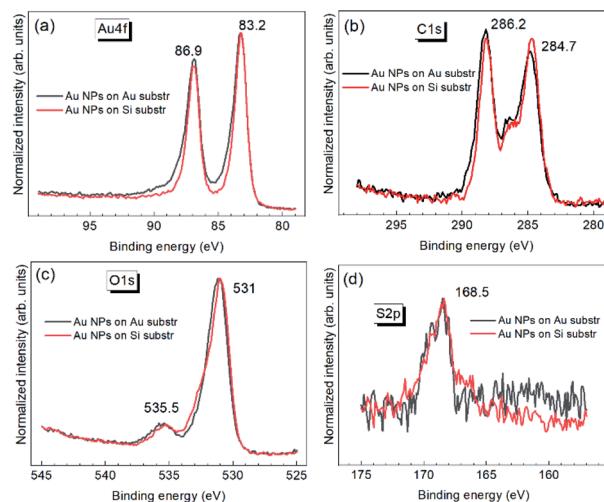 (a)
Au4f
83.2
86.9
Au NPs on Au substr
Au NPs on Si substr
Normalized intensity (arb. units)
95 90 85 80
Binding energy (eV)
(b)
C1s
286.2
284.7
Au NPs on Au substr
Au NPs on Si substr
Normalized intensity (arb. units)
295 290 285 280
Binding energy (eV)
(c)
O1s
531
Au NPs on Au substr
Au NPs on Si substr
535.5
Normalized intensity (arb. units)
545 540 535 530 525
Binding energy (eV)
(d)
S2p
168.5
Au NPs on Au substr
Au NPs on Si substr
Normalized intensity (arb. units)
175 170 165 160
Binding energy (eV)